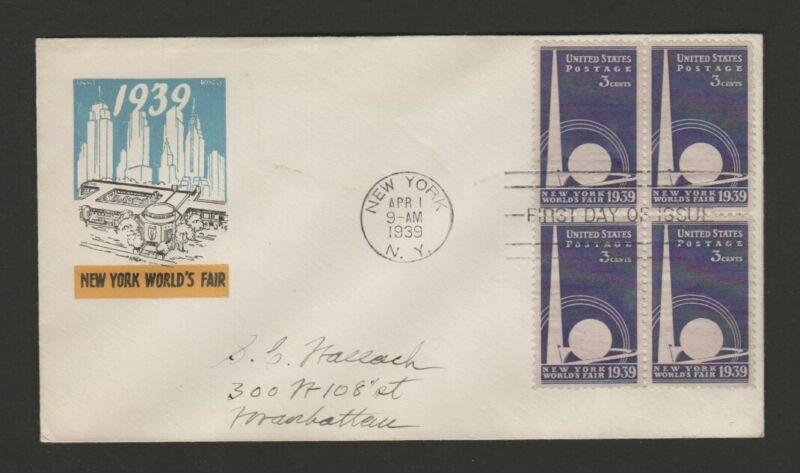 1939
NEW YORK WORLD'S FAIR
NEW YORK
APR 1
9-AM
1939
N. Y.
FIRST DAY OF ISSUE
UNITED STATES
POSTAGE
3 CENTS
NEW YORK
WORLD'S FAIR 1939
UNITED STATES
POSTAGE
3 CENTS
NEW YORK
WORLD'S FAIR 1939
UNITED STATES
POSTAGE
3 CENTS
NEW YORK
WORLD'S FAIR 1939
UNITED STATES
POSTAGE
3 CENTS
NEW YORK
WORLD'S FAIR 1939
S. C. Wallach
300 W 108" st
Manhattan